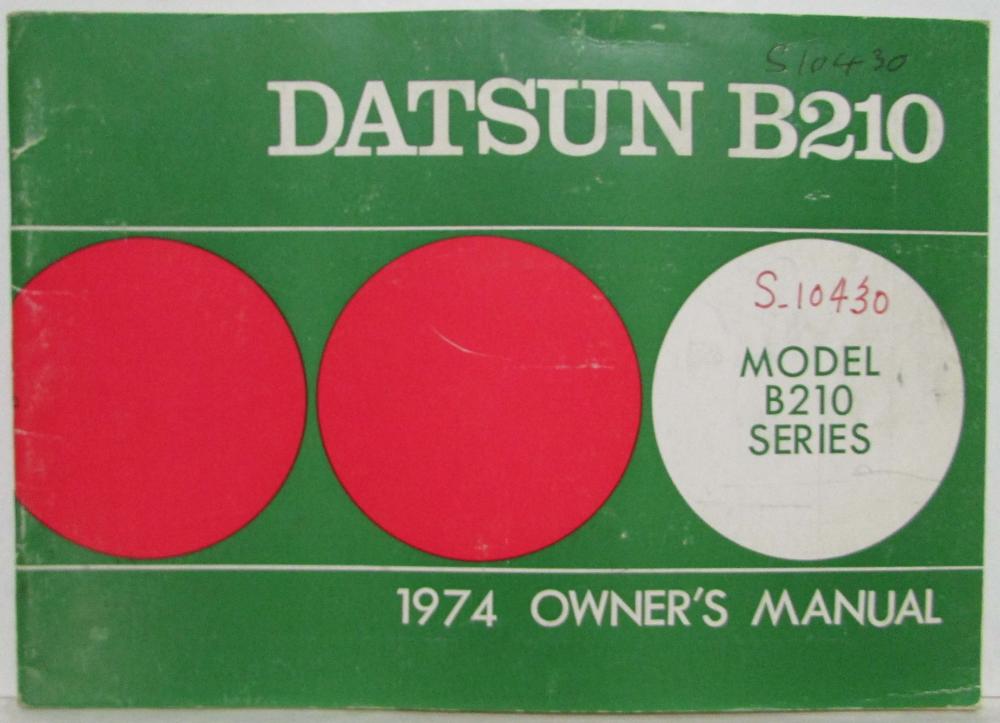 S10430
DATSUN B210
S-10430
MODEL
B210
SERIES
1974 OWNER'S MANUAL